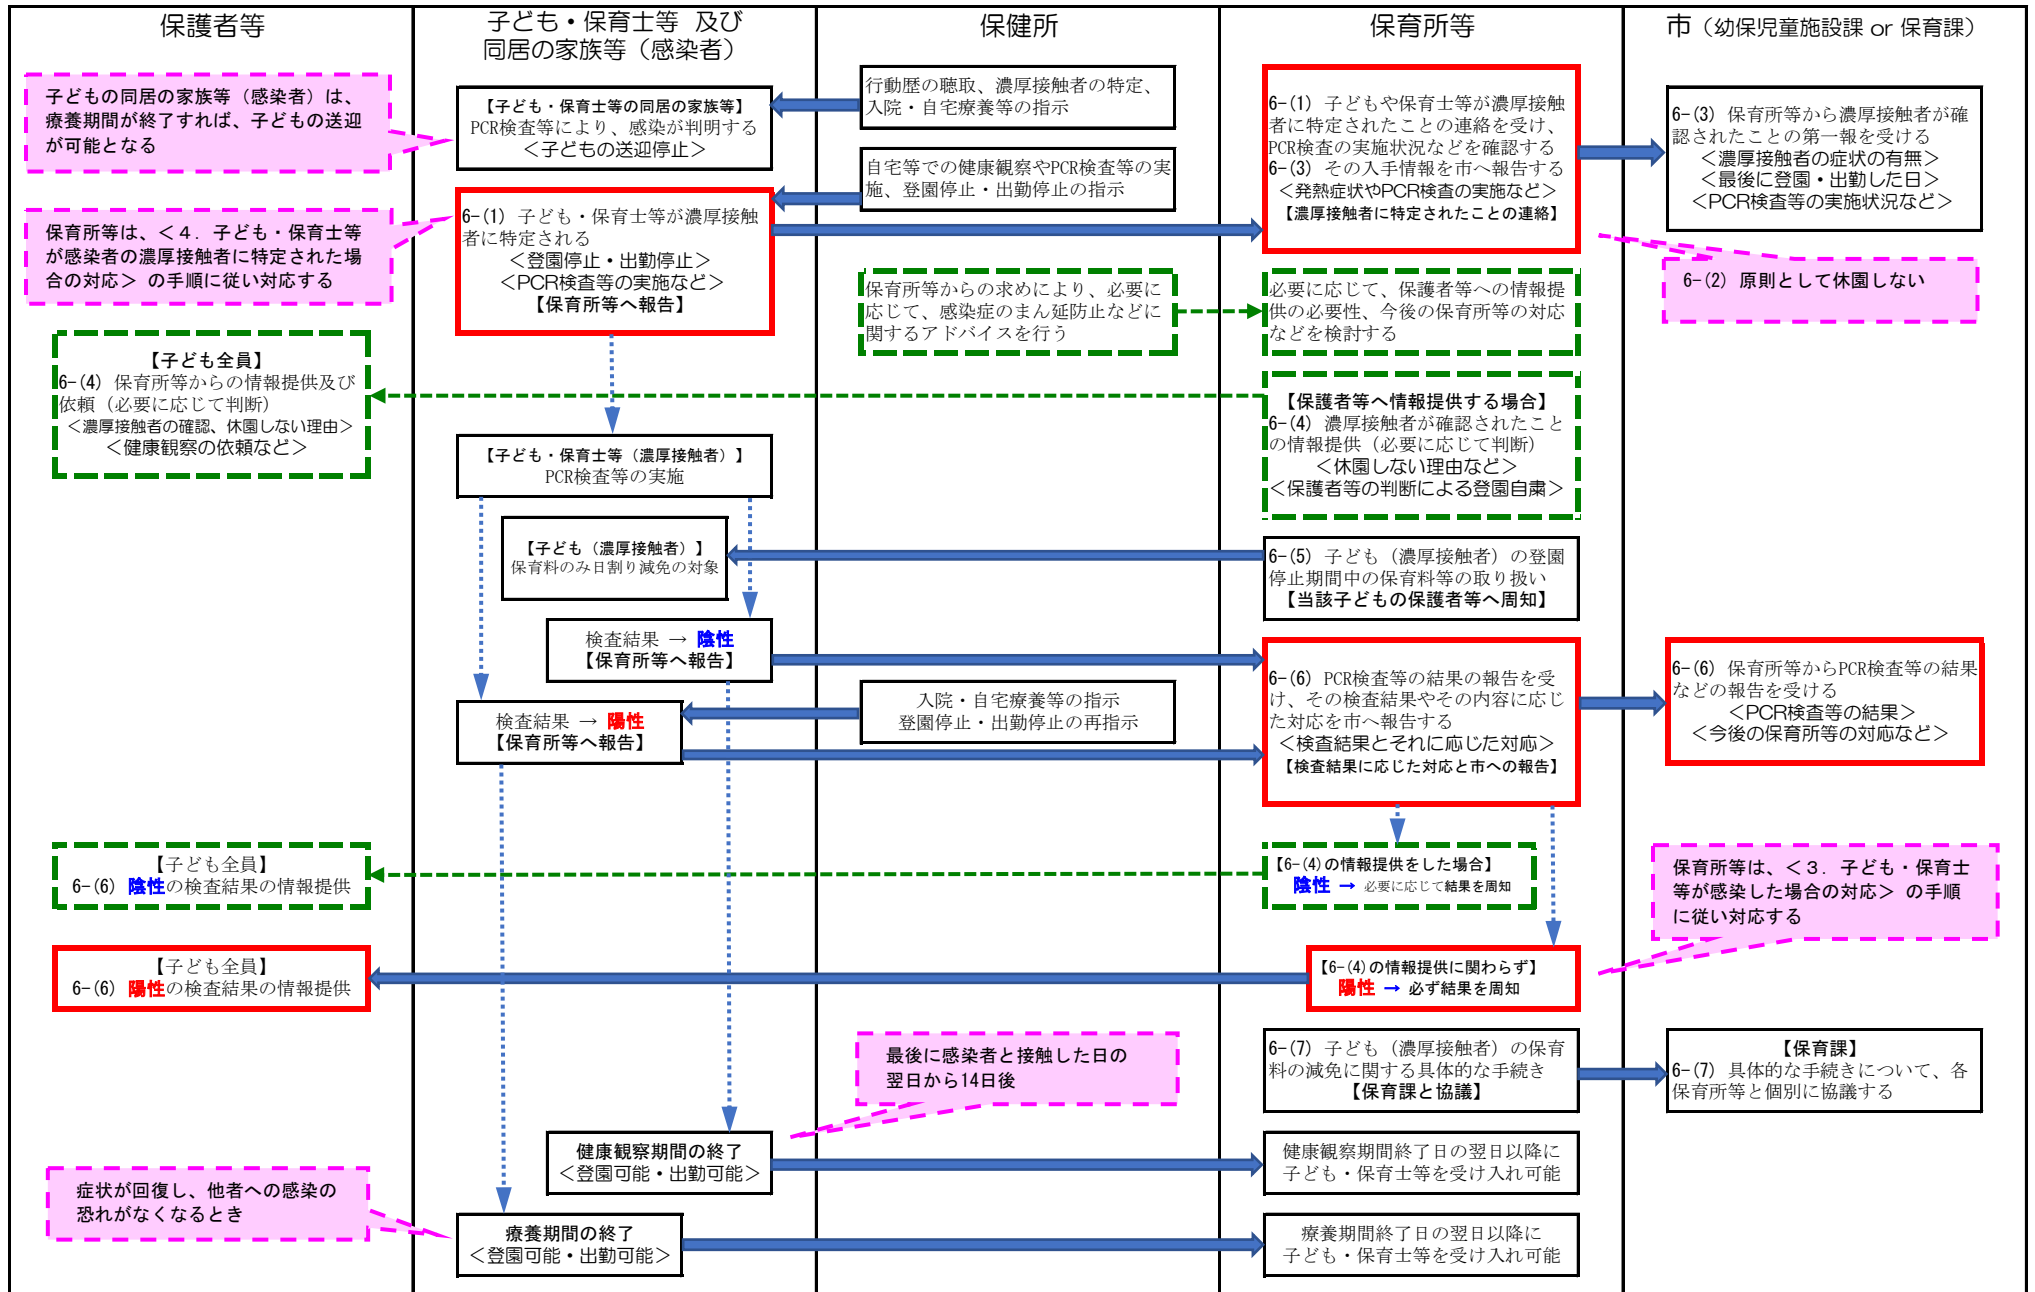 保護者等
子ども・保育士等 及び
同居の家族等（感染者）
保健所
保育所等
市（幼保児童施設課 or 保育課）
子どもの同居の家族等（感染者）は、
療養期間が終了すれば、子どもの送迎
が可能となる
【子ども・保育士等の同居の家族等】
PCR検査等により、感染が判明する
＜子どもの送迎停止＞
行動歴の聴取、濃厚接触者の特定、
入院・自宅療養等の指示
6-(1) 子どもや保育士等が濃厚接触
者に特定されたことの連絡を受け、
PCR検査の実施状況などを確認する
6-(3) その入手情報を市へ報告する
＜発熱症状やPCR検査の実施など＞
【濃厚接触者に特定されたことの連絡】
6-(3) 保育所等から濃厚接触者が確
認されたことの第一報を受ける
＜濃厚接触者の症状の有無＞
＜最後に登園・出勤した日＞
＜PCR検査等の実施状況など＞
自宅等での健康観察やPCR検査等の実
施、登園停止・出勤停止の指示
保育所等は、＜４．子ども・保育士等
が感染者の濃厚接触者に特定された場
合の対応＞ の手順に従い対応する
6-(1) 子ども・保育士等が濃厚接触
者に特定される
＜登園停止・出勤停止＞
＜PCR検査等の実施など＞
【保育所等へ報告】
6-(2) 原則として休園しない
保育所等からの求めにより、必要に
応じて、感染症のまん延防止などに
関するアドバイスを行う
必要に応じて、保護者等への情報提
供の必要性、今後の保育所等の対応
などを検討する
【子ども全員】
6-(4) 保育所等からの情報提供及び
依頼（必要に応じて判断）
＜濃厚接触者の確認、休園しない理由＞
＜健康観察の依頼など＞
【保護者等へ情報提供する場合】
6-(4) 濃厚接触者が確認されたこと
の情報提供（必要に応じて判断）
＜休園しない理由など＞
＜保護者等の判断による登園自粛＞
【子ども・保育士等（濃厚接触者）】
PCR検査等の実施
【子ども（濃厚接触者）】
保育料のみ日割り減免の対象
6-(5) 子ども（濃厚接触者）の登園
停止期間中の保育料等の取り扱い
【当該子どもの保護者等へ周知】
検査結果 → 陰性
【保育所等へ報告】
6-(6) PCR検査等の結果の報告を受
け、その検査結果やその内容に応じ
た対応を市へ報告する
＜検査結果とそれに応じた対応＞
【検査結果に応じた対応と市への報告】
6-(6) 保育所等からPCR検査等の結果
などの報告を受ける
＜PCR検査等の結果＞
＜今後の保育所等の対応など＞
入院・自宅療養等の指示
登園停止・出勤停止の再指示
検査結果 → 陽性
【保育所等へ報告】
【子ども全員】
6-(6) 陰性の検査結果の情報提供
【6-(4)の情報提供をした場合】
陰性 → 必要に応じて結果を周知
保育所等は、＜３．子ども・保育士
等が感染した場合の対応＞ の手順
に従い対応する
【子ども全員】
6-(6) 陽性の検査結果の情報提供
【6-(4)の情報提供に関わらず】
陽性 → 必ず結果を周知
最後に感染者と接触した日の
翌日から14日後
6-(7) 子ども（濃厚接触者）の保育
料の減免に関する具体的な手続き
【保育課と協議】
【保育課】
6-(7) 具体的な手続きについて、各
保育所等と個別に協議する
健康観察期間の終了
＜登園可能・出勤可能＞
健康観察期間終了日の翌日以降に
子ども・保育士等を受け入れ可能
症状が回復し、他者への感染の
恐れがなくなるとき
療養期間の終了
＜登園可能・出勤可能＞
療養期間終了日の翌日以降に
子ども・保育士等を受け入れ可能